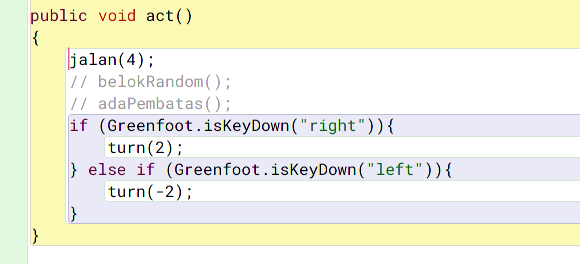 public void act()
{
jalan(4);
// belokRandom();
// adaPembatas();
if (Greenfoot.isKeyDown("right")){
turn(2);
} else if (Greenfoot.isKeyDown("left")){
turn(-2);
}
}